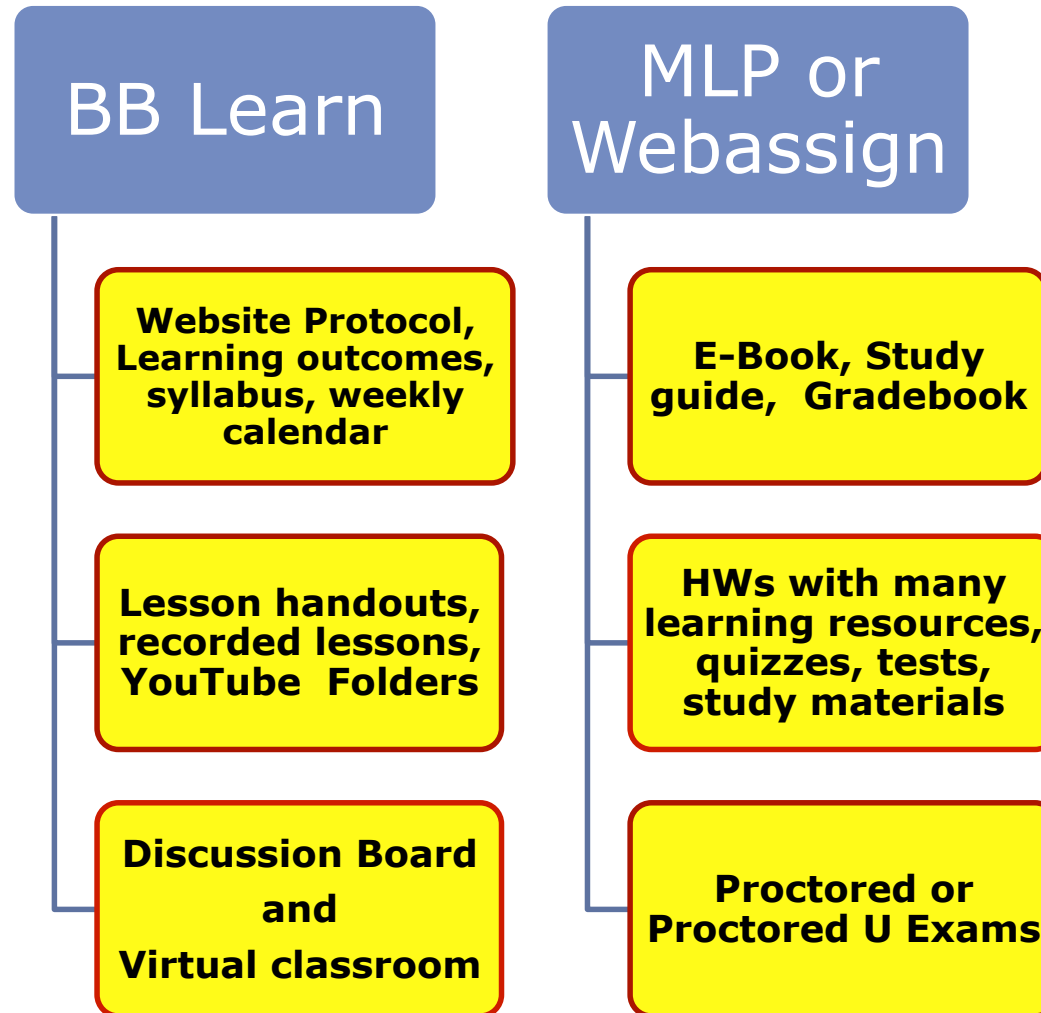 BB Learn
Website Protocol,
Learning outcomes,
syllabus, weekly
calendar
Lesson handouts,
recorded lessons,
YouTube Folders
Discussion Board
and
Virtual classroom
MLP or
Webassign
E-Book, Study
guide, Gradebook
HWs with many
learning resources,
quizzes, tests,
study materials
Proctored or
Proctored U Exams